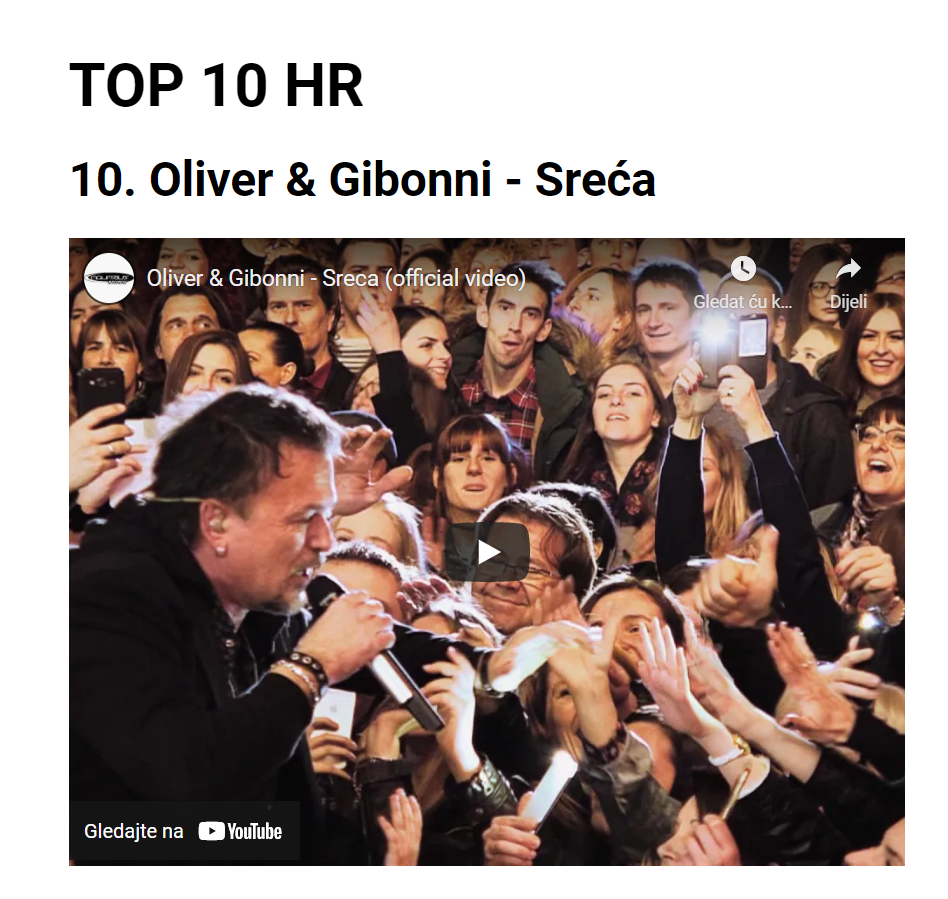 TOP 10 HR
10. Oliver & Gibonni - Sreća
Oliver & Gibonni - Sreca (official video)
Gledat ću k...
Dijeli
Gledajte na YouTube